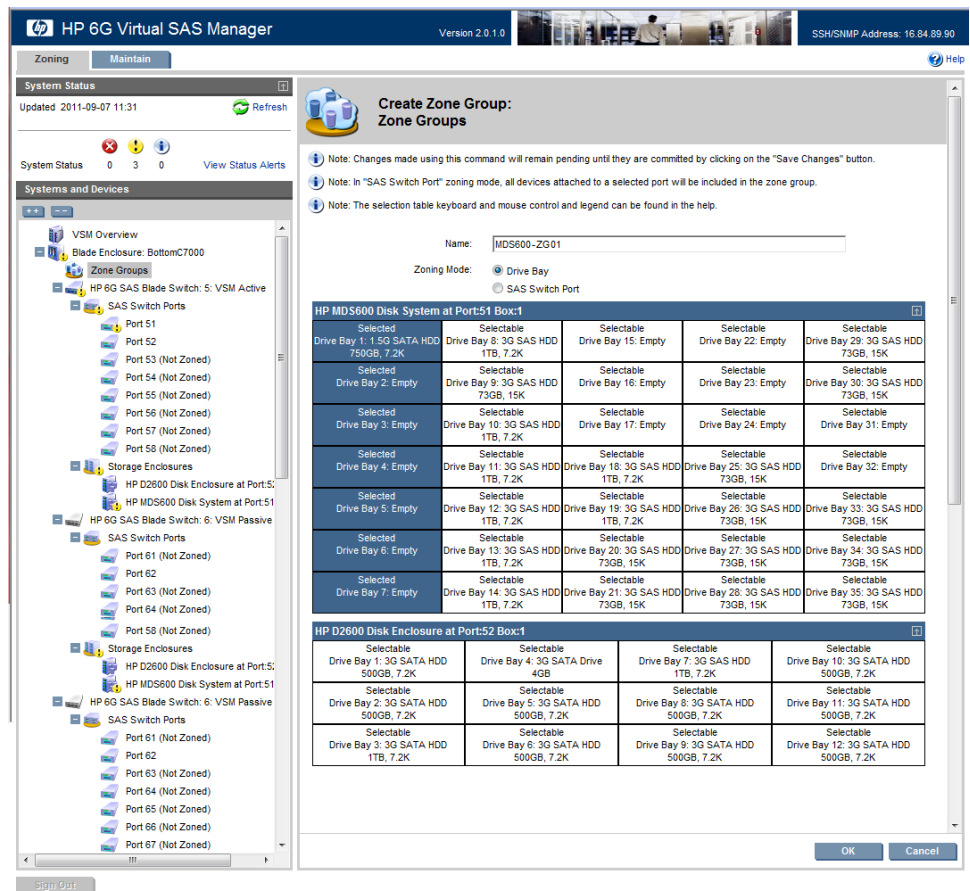 hp HP 6G Virtual SAS Manager
Version 2.0.1.0
SSH/SNMP Address: 16.84.89.90
Zoning
Maintain
Help
System Status
Updated 2011-09-07 11:31
Refresh
System Status 0 3 0 View Status Alerts
Systems and Devices
VSM Overview
Blade Enclosure: BottomC7000
Zone Groups
HP 6G SAS Blade Switch: 5: VSM Active
SAS Switch Ports
Port 51
Port 52
Port 53 (Not Zoned)
Port 54 (Not Zoned)
Port 55 (Not Zoned)
Port 56 (Not Zoned)
Port 57 (Not Zoned)
Port 58 (Not Zoned)
Storage Enclosures
HP D2600 Disk Enclosure at Port:52
HP MDS600 Disk System at Port:51
HP 6G SAS Blade Switch: 6: VSM Passive
SAS Switch Ports
Port 61 (Not Zoned)
Port 62
Port 63 (Not Zoned)
Port 64 (Not Zoned)
Port 58 (Not Zoned)
Storage Enclosures
HP D2600 Disk Enclosure at Port:52
HP MDS600 Disk System at Port:51
HP 6G SAS Blade Switch: 6: VSM Passive
SAS Switch Ports
Port 61 (Not Zoned)
Port 62
Port 63 (Not Zoned)
Port 64 (Not Zoned)
Port 65 (Not Zoned)
Port 66 (Not Zoned)
Port 67 (Not Zoned)
Sign Out
Create Zone Group:
Zone Groups
Note: Changes made using this command will remain pending until they are committed by clicking on the "Save Changes" button.
Note: In "SAS Switch Port" zoning mode, all devices attached to a selected port will be included in the zone group.
Note: The selection table keyboard and mouse control and legend can be found in the help.
Name: MDS600-ZG01
Zoning Mode: Drive Bay
SAS Switch Port
HP MDS600 Disk System at Port:51 Box:1
Selected Selectable Selectable Selectable Selectable
Drive Bay 1: 1.5G SATA HDD Drive Bay 8: 3G SAS HDD Drive Bay 15: Empty Drive Bay 22: Empty Drive Bay 29: 3G SAS HDD
750GB, 7.2K 1TB, 7.2K 73GB, 15K
Selected Selectable Selectable Selectable Selectable
Drive Bay 2: Empty Drive Bay 9: 3G SAS HDD Drive Bay 16: Empty Drive Bay 23: Empty Drive Bay 30: 3G SAS HDD
73GB, 15K 73GB, 15K
Selected Selectable Selectable Selectable Selectable
Drive Bay 3: Empty Drive Bay 10: 3G SAS HDD Drive Bay 17: Empty Drive Bay 24: Empty Drive Bay 31: Empty
1TB, 7.2K
Selected Selectable Selectable Selectable Selectable
Drive Bay 4: Empty Drive Bay 11: 3G SAS HDD Drive Bay 18: 3G SAS HDD Drive Bay 25: 3G SAS HDD Drive Bay 32: Empty
1TB, 7.2K 1TB, 7.2K 73GB, 15K
Selected Selectable Selectable Selectable Selectable
Drive Bay 5: Empty Drive Bay 12: 3G SAS HDD Drive Bay 19: 3G SAS HDD Drive Bay 26: 3G SAS HDD Drive Bay 33: 3G SAS HDD
1TB, 7.2K 1TB, 7.2K 73GB, 15K 73GB, 15K
Selected Selectable Selectable Selectable Selectable
Drive Bay 6: Empty Drive Bay 13: 3G SAS HDD Drive Bay 20: 3G SAS HDD Drive Bay 27: 3G SAS HDD Drive Bay 34: 3G SAS HDD
1TB, 7.2K 73GB, 15K 73GB, 15K 73GB, 15K
Selected Selectable Selectable Selectable Selectable
Drive Bay 7: Empty Drive Bay 14: 3G SAS HDD Drive Bay 21: 3G SAS HDD Drive Bay 28: 3G SAS HDD Drive Bay 35: 3G SAS HDD
1TB, 7.2K 73GB, 15K 73GB, 15K 73GB, 15K
HP D2600 Disk Enclosure at Port:52 Box:1
Selectable Selectable Selectable Selectable
Drive Bay 1: 3G SATA HDD Drive Bay 4: 3G SATA Drive Drive Bay 7: 3G SAS HDD Drive Bay 10: 3G SATA HDD
500GB, 7.2K 4GB 1TB, 7.2K 500GB, 7.2K
Selectable Selectable Selectable Selectable
Drive Bay 2: 3G SATA HDD Drive Bay 5: 3G SATA HDD Drive Bay 8: 3G SATA HDD Drive Bay 11: 3G SATA HDD
500GB, 7.2K 500GB, 7.2K 500GB, 7.2K 500GB, 7.2K
Selectable Selectable Selectable Selectable
Drive Bay 3: 3G SATA HDD Drive Bay 6: 3G SATA HDD Drive Bay 9: 3G SATA HDD Drive Bay 12: 3G SATA HDD
1TB, 7.2K 500GB, 7.2K 500GB, 7.2K 500GB, 7.2K
OK
Cancel